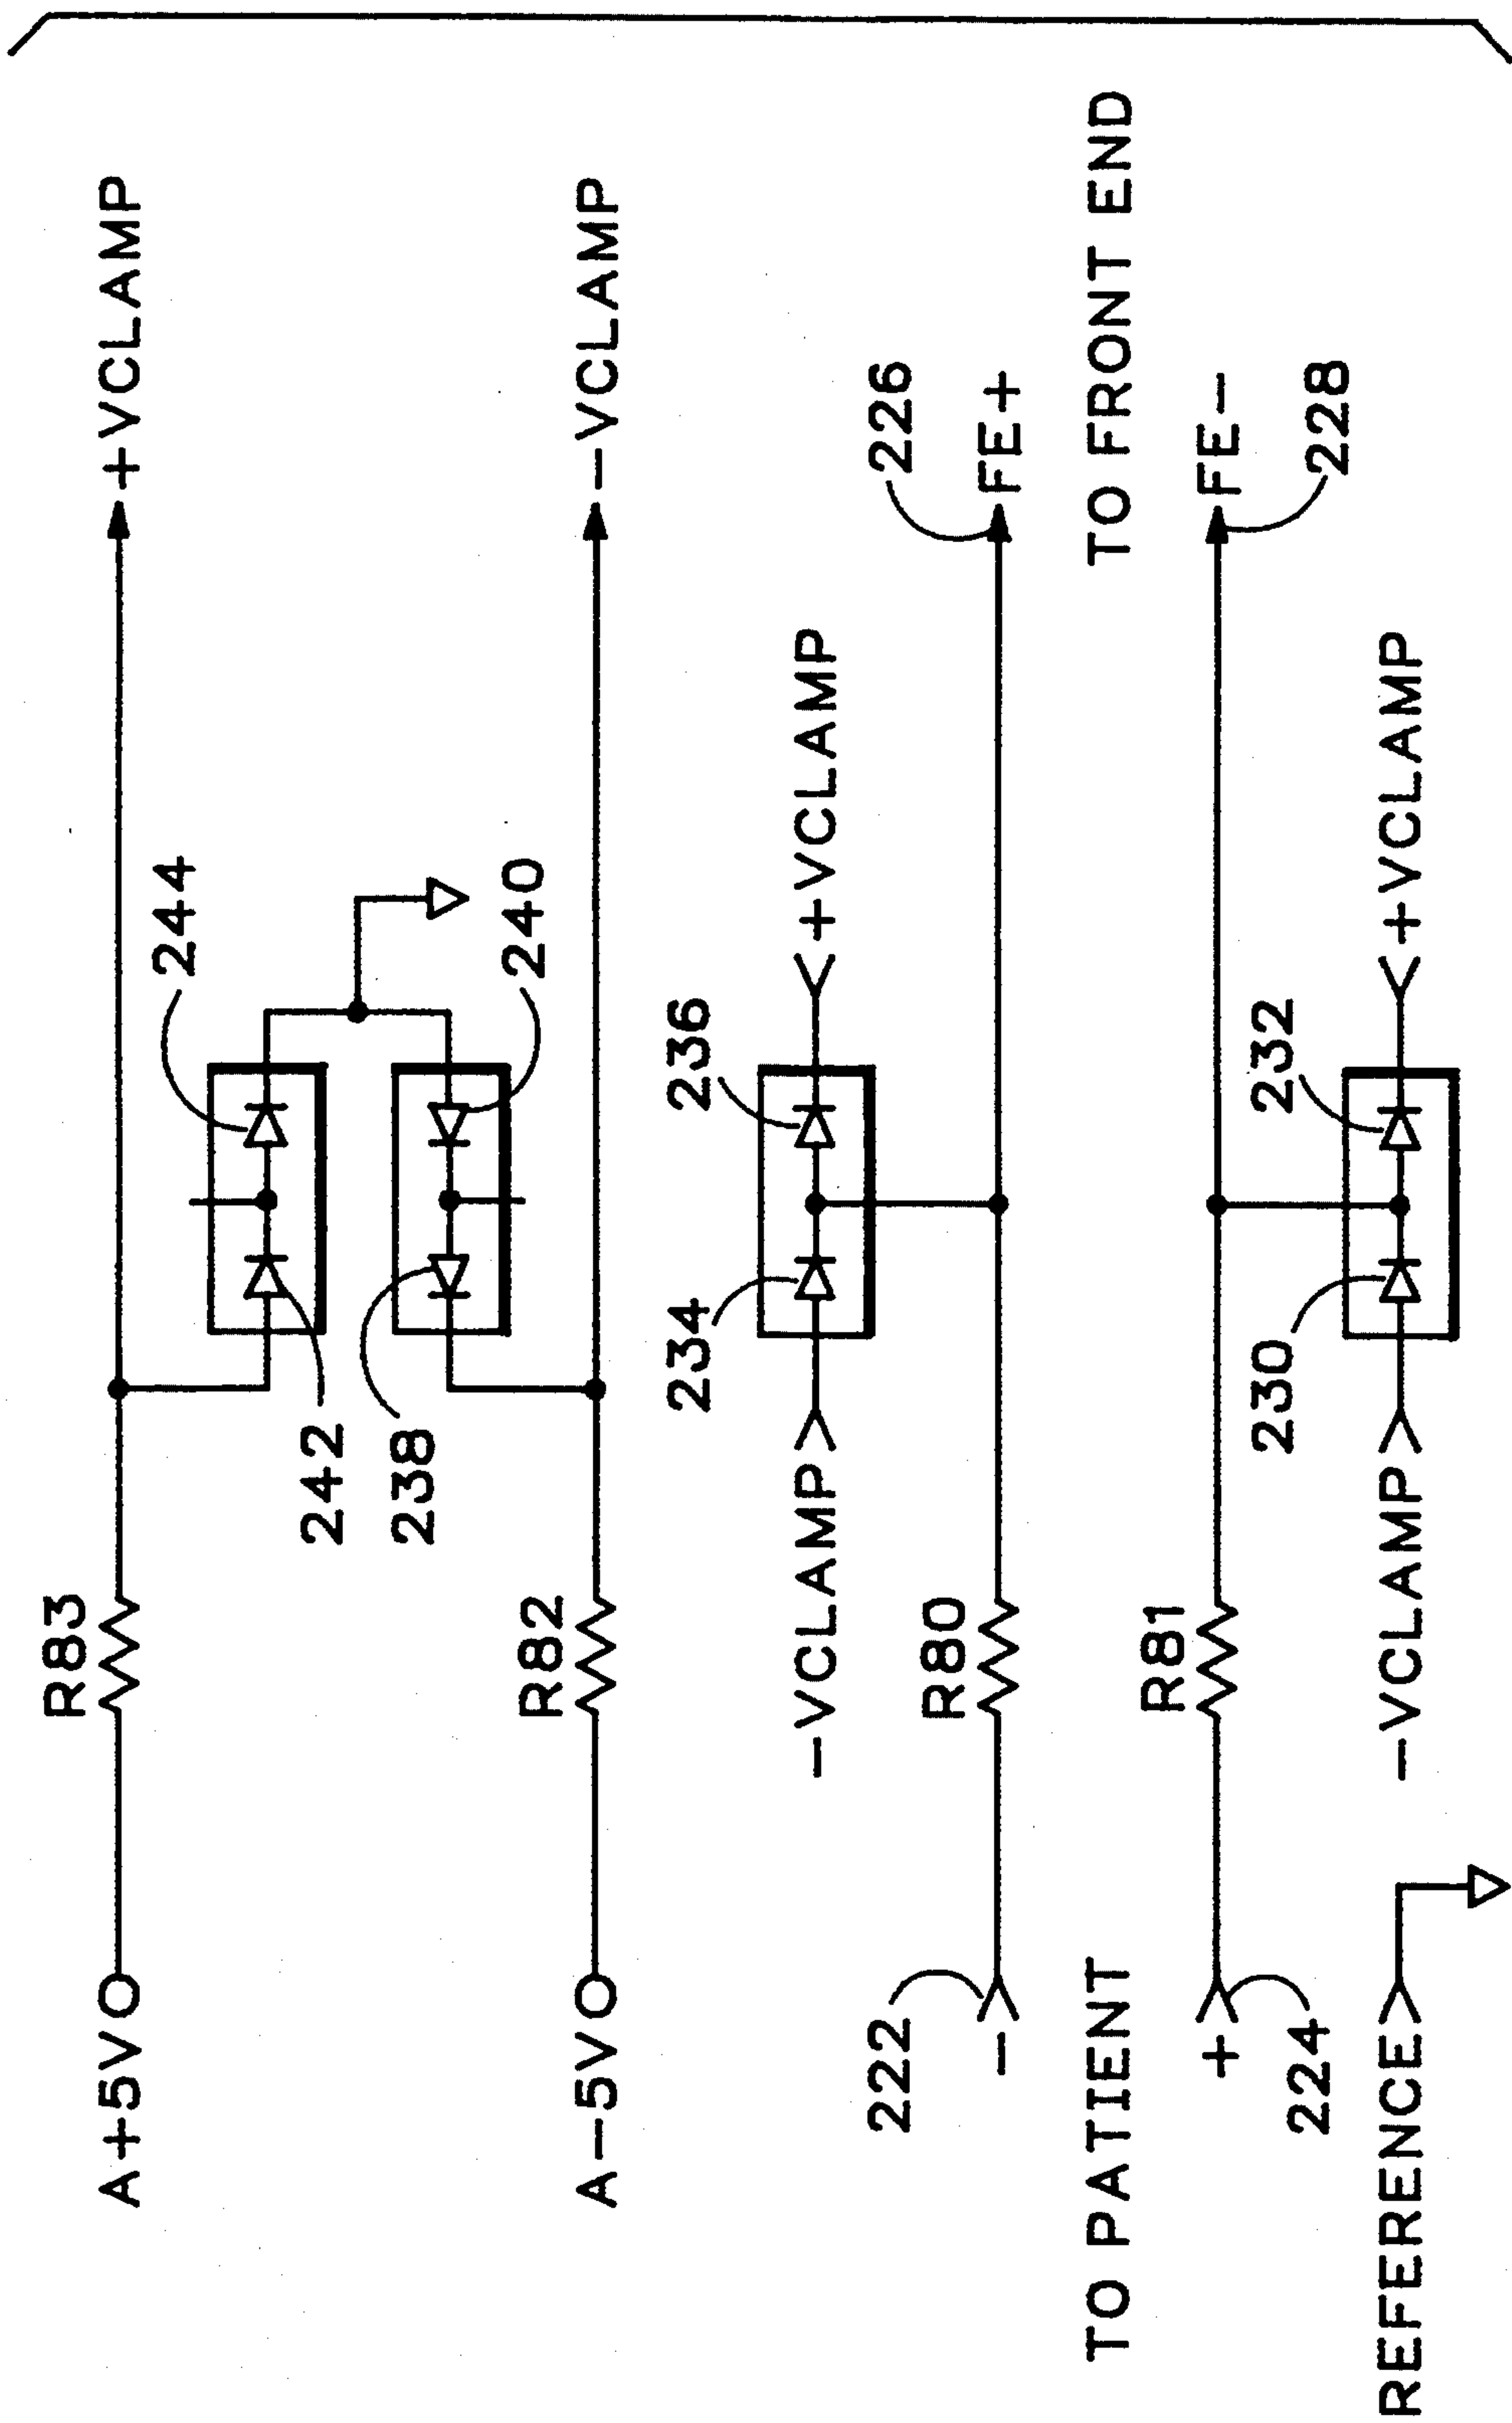 A+5V R83 +VCLAMP
244
242
238
240
A-5V R82 -VCLAMP
234 236
-VCLAMP +VCLAMP
222 226
- R80 FE+
TO PATIENT TO FRONT END
+ R81 FE-
224 230 232 228
REFERENCE -VCLAMP +VCLAMP